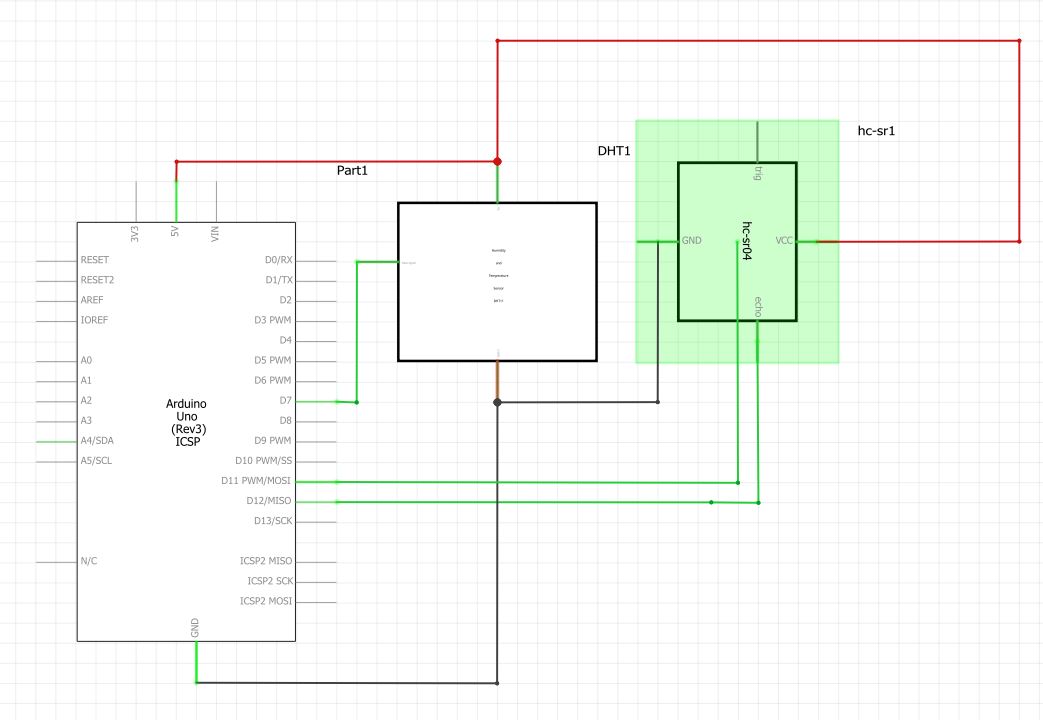 hc-sr1
DHT1
Part1
trig
3V3
5V
VIN
hc-sr04
GND
VCC
echo
RESET
RESET2
AREF
IOREF
A0
A1
A2
A3
A4/SDA
A5/SCL
N/C
Arduino
Uno
(Rev3)
ICSP
D0/RX
D1/TX
D2
D3 PWM
D4
D5 PWM
D6 PWM
D7
D8
D9 PWM
D10 PWM/SS
D11 PWM/MOSI
D12/MISO
D13/SCK
ICSP2 MISO
ICSP2 SCK
ICSP2 MOSI
GND
Humidity
and
Temperature
Sensor